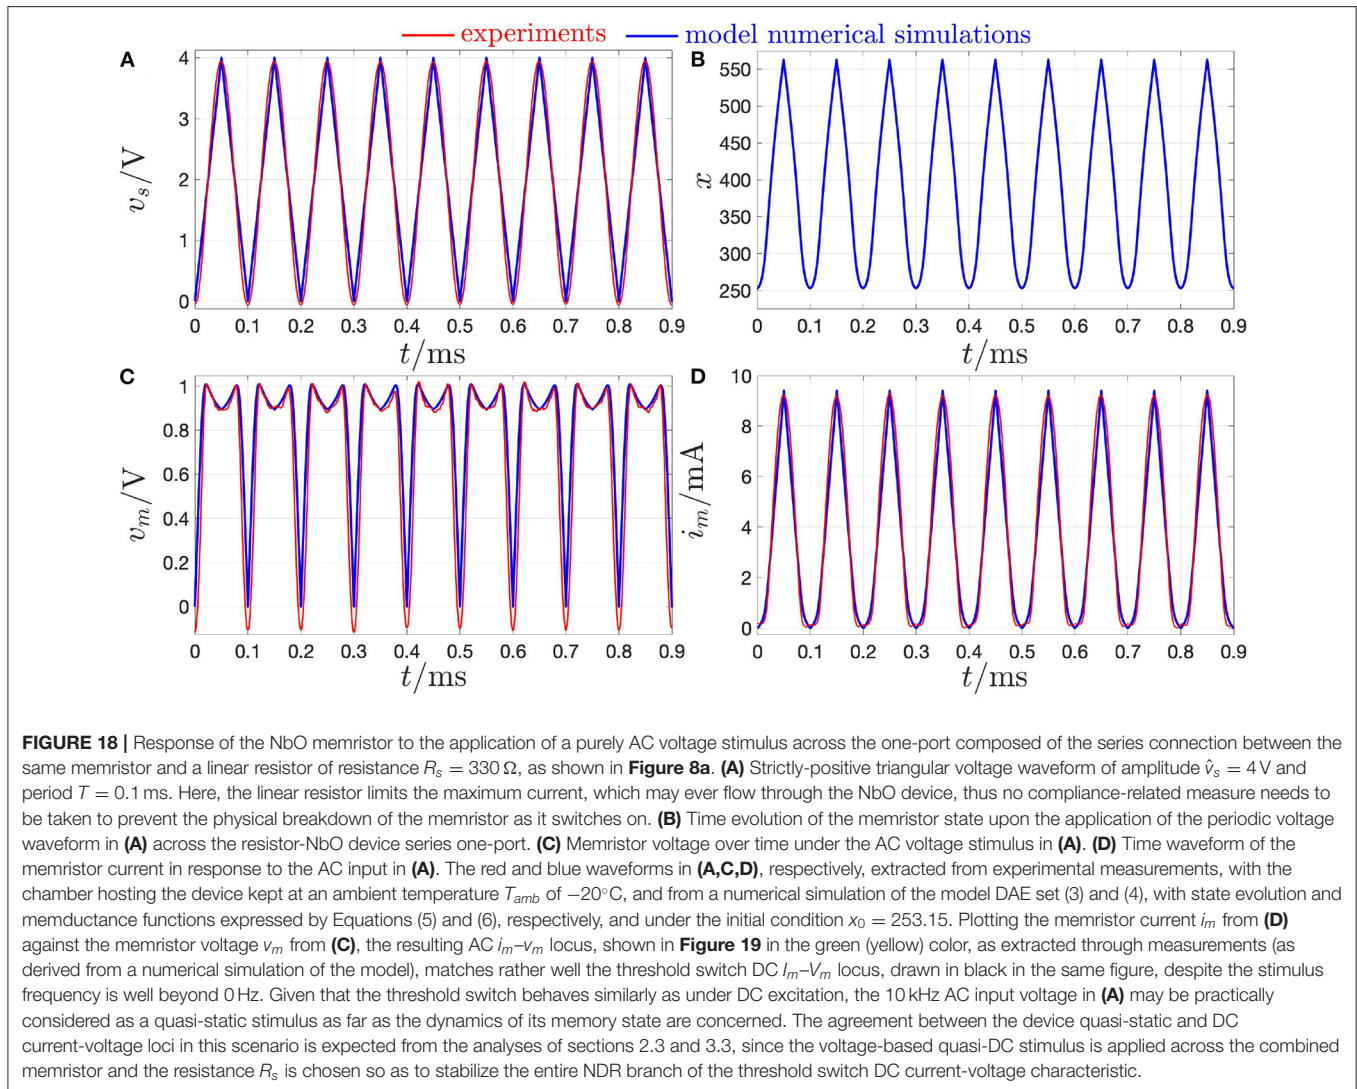 experiments model numerical simulations
A
4
3
2
1
0
v_s/V
0 0.1 0.2 0.3 0.4 0.5 0.6 0.7 0.8 0.9
t/ms
B
550
500
450
400
350
300
250
x
0 0.1 0.2 0.3 0.4 0.5 0.6 0.7 0.8 0.9
t/ms
C
1
0.8
0.6
0.4
0.2
0
v_m/V
0 0.1 0.2 0.3 0.4 0.5 0.6 0.7 0.8 0.9
t/ms
D
10
8
6
4
2
0
i_m/mA
0 0.1 0.2 0.3 0.4 0.5 0.6 0.7 0.8 0.9
t/ms
FIGURE 18 | Response of the NbO memristor to the application of a purely AC voltage stimulus across the one-port composed of the series connection between the
same memristor and a linear resistor of resistance R_s = 330 Ω, as shown in Figure 8a. (A) Strictly-positive triangular voltage waveform of amplitude v̂_s = 4 V and
period T = 0.1 ms. Here, the linear resistor limits the maximum current, which may ever flow through the NbO device, thus no compliance-related measure needs to
be taken to prevent the physical breakdown of the memristor as it switches on. (B) Time evolution of the memristor state upon the application of the periodic voltage
waveform in (A) across the resistor-NbO device series one-port. (C) Memristor voltage over time under the AC voltage stimulus in (A). (D) Time waveform of the
memristor current in response to the AC input in (A). The red and blue waveforms in (A,C,D), respectively, extracted from experimental measurements, with the
chamber hosting the device kept at an ambient temperature T_amb of −20°C, and from a numerical simulation of the model DAE set (3) and (4), with state evolution and
memductance functions expressed by Equations (5) and (6), respectively, and under the initial condition x_0 = 253.15. Plotting the memristor current i_m from (D)
against the memristor voltage v_m from (C), the resulting AC i_m–v_m locus, shown in Figure 19 in the green (yellow) color, as extracted through measurements (as
derived from a numerical simulation of the model), matches rather well the threshold switch DC I_m–V_m locus, drawn in black in the same figure, despite the stimulus
frequency is well beyond 0 Hz. Given that the threshold switch behaves similarly as under DC excitation, the 10 kHz AC input voltage in (A) may be practically
considered as a quasi-static stimulus as far as the dynamics of its memory state are concerned. The agreement between the device quasi-static and DC
current-voltage loci in this scenario is expected from the analyses of sections 2.3 and 3.3, since the voltage-based quasi-DC stimulus is applied across the combined
memristor and the resistance R_s is chosen so as to stabilize the entire NDR branch of the threshold switch DC current-voltage characteristic.